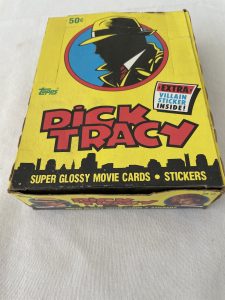 50¢
Topps
EXTRA
VILLAIN
STICKER
INSIDE!
DICK
TRACY
SUPER GLOSSY MOVIE CARDS • STICKERS